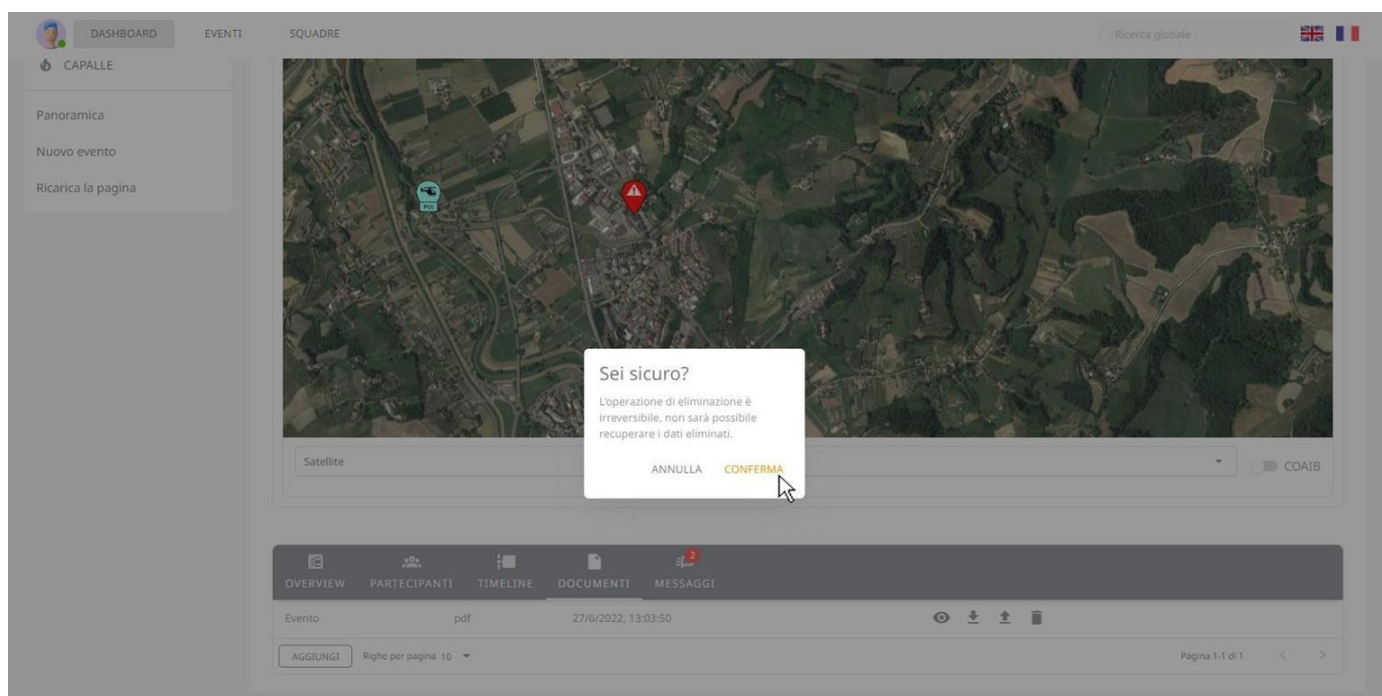 DASHBOARD EVENTI SQUADRE Ricerca globale
CAPALLE
Panoramica
Nuovo evento
Ricarica la pagina
POI
Sei sicuro?
L'operazione di eliminazione è
irreversibile, non sarà possibile
recuperare i dati eliminati.
ANNULLA CONFERMA
Satellite COAIB
2
OVERVIEW PARTECIPANTI TIMELINE DOCUMENTI MESSAGGI
Evento pdf 27/6/2022, 13:03:50
AGGIUNGI Righe per pagina 10 Pagina 1-1 di 1